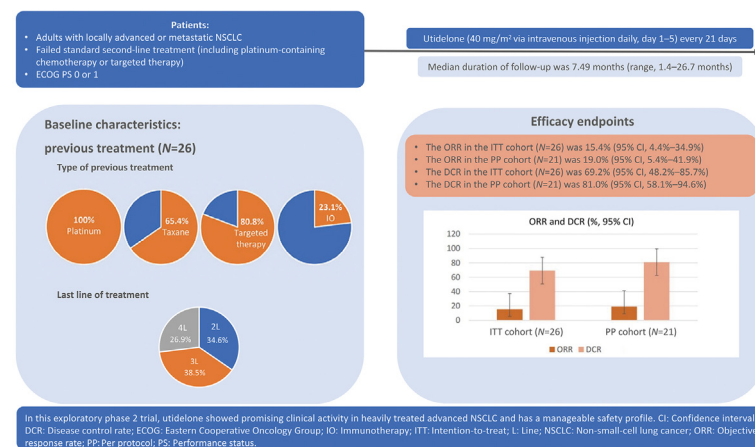 Patients:
• Adults with locally advanced or metastatic NSCLC
• Failed standard second-line treatment (including platinum-containing
chemotherapy or targeted therapy)
• ECOG PS 0 or 1
Utidelone (40 mg/m² via intravenous injection daily, day 1–5) every 21 days
Median duration of follow-up was 7.49 months (range, 1.4–26.7 months)
Baseline characteristics:
previous treatment (N=26)
Type of previous treatment
100%
Platinum
65.4%
Taxane
80.8%
Targeted
therapy
23.1%
IO
Last line of treatment
4L
26.9%
2L
34.6%
3L
38.5%
Efficacy endpoints
• The ORR in the ITT cohort (N=26) was 15.4% (95% CI, 4.4%–34.9%)
• The ORR in the PP cohort (N=21) was 19.0% (95% CI, 5.4%–41.9%)
• The DCR in the ITT cohort (N=26) was 69.2% (95% CI, 48.2%–85.7%)
• The DCR in the PP cohort (N=21) was 81.0% (95% CI, 58.1%–94.6%)
ORR and DCR (%, 95% CI)
120
100
80
60
40
20
0
ITT cohort (N=26)
PP cohort (N=21)
ORR
DCR
In this exploratory phase 2 trial, utidelone showed promising clinical activity in heavily treated advanced NSCLC and has a manageable safety profile. CI: Confidence interval
DCR: Disease control rate; ECOG: Eastern Cooperative Oncology Group; IO: Immunotherapy; ITT: Intention-to-treat; L: Line; NSCLC: Non-small-cell lung cancer; ORR: Objective
response rate; PP: Per protocol; PS: Performance status.